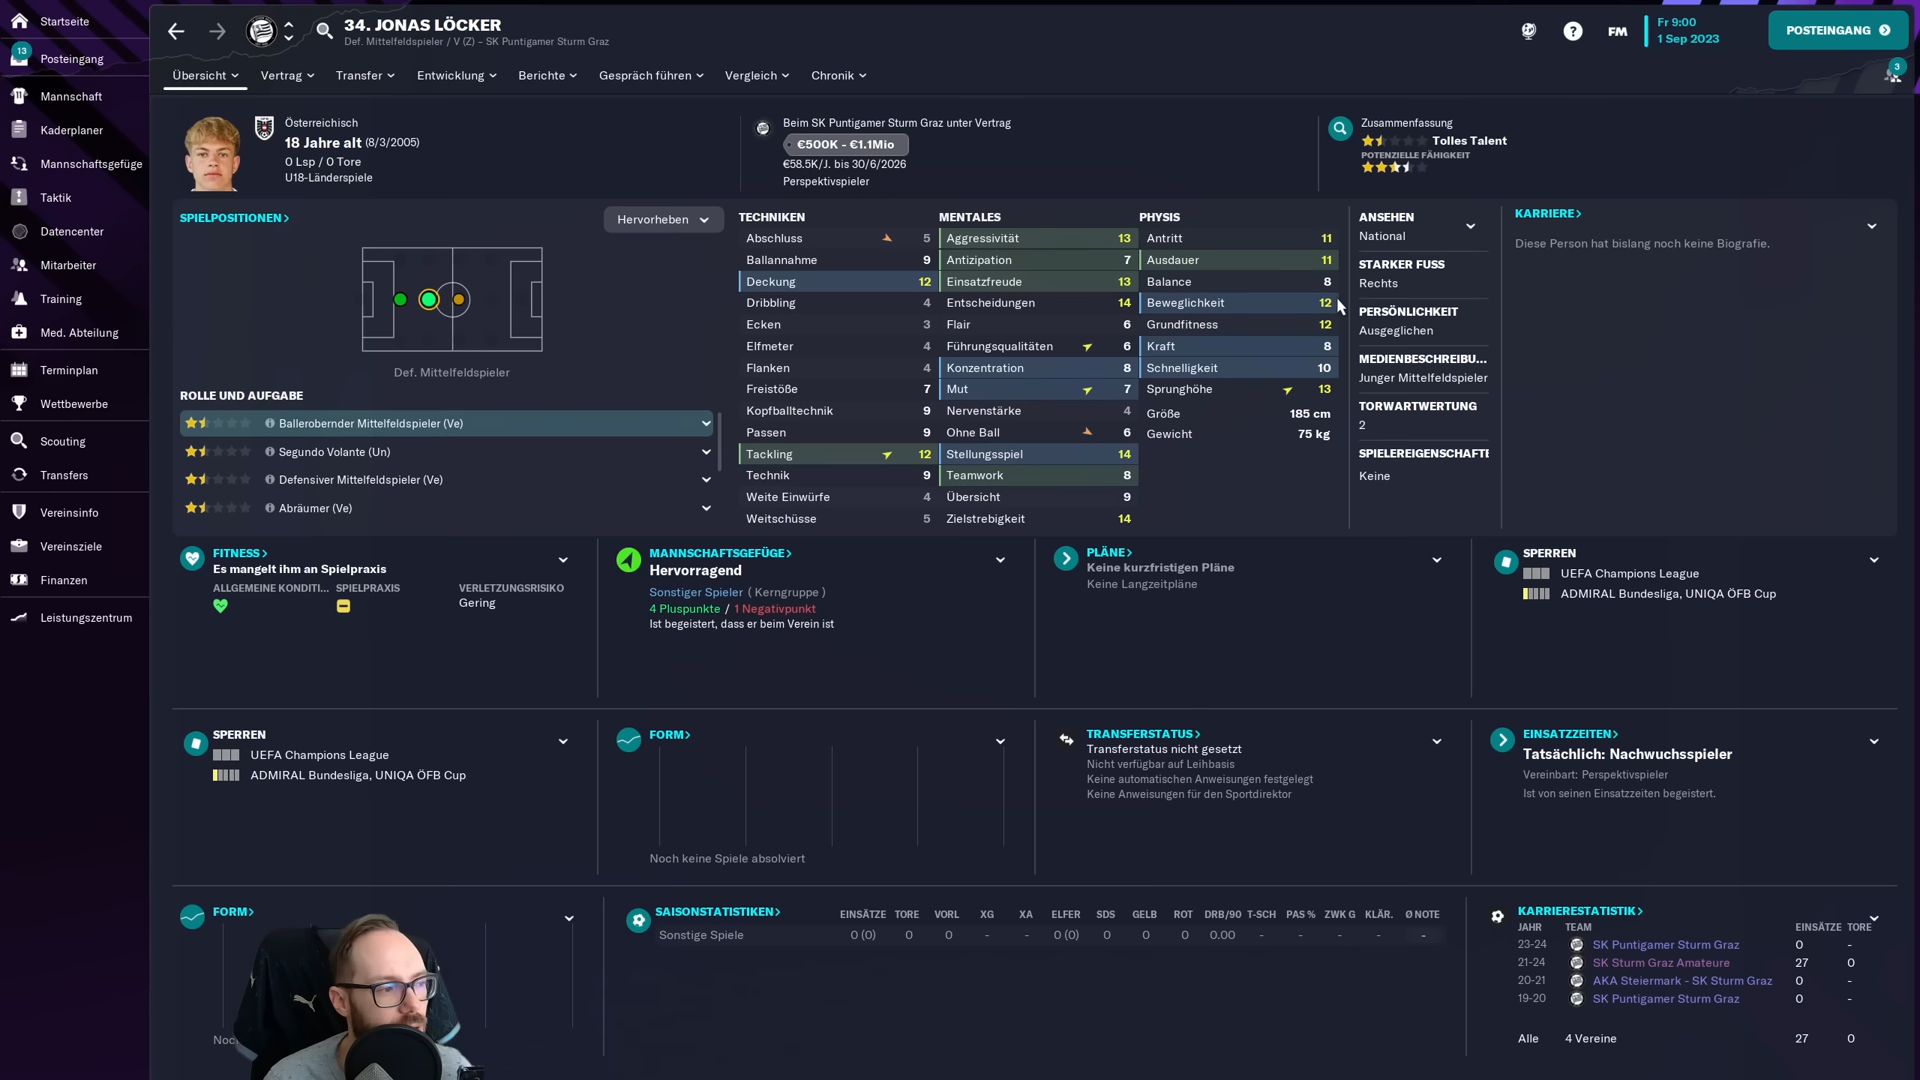 Startseite
13
Posteingang
Mannschaft
Kaderplaner
Mannschaftsgefüge
Taktik
Datencenter
Mitarbeiter
Training
Med. Abteilung
Terminplan
Wettbewerbe
Scouting
Transfers
Vereinsinfo
Vereinsziele
Finanzen
Leistungszentrum
34. JONAS LÖCKER
Def. Mittelfeldspieler / V (Z) - SK Puntigamer Sturm Graz
FM
Fr 9:00
1 Sep 2023
POSTEINGANG
Übersicht
Vertrag
Transfer
Entwicklung
Berichte
Gespräch führen
Vergleich
Chronik
3
Österreichisch
18 Jahre alt (8/3/2005)
0 Lsp / 0 Tore
U18-Länderspiele
Beim SK Puntigamer Sturm Graz unter Vertrag
€500K - €1.1Mio
€58.5K/J. bis 30/6/2026
Perspektivspieler
Zusammenfassung
Tolles Talent
POTENZIELLE FÄHIGKEIT
SPIELPOSITIONEN
Hervorheben
Def. Mittelfeldspieler
ROLLE UND AUFGABE
Ballerobernder Mittelfeldspieler (Ve)
Segundo Volante (Un)
Defensiver Mittelfeldspieler (Ve)
Abräumer (Ve)
TECHNIKEN
Abschluss 5
Ballannahme 9
Deckung 12
Dribbling 4
Ecken 3
Elfmeter 4
Flanken 4
Freistöße 7
Kopfballtechnik 9
Passen 9
Tackling 12
Technik 9
Weite Einwürfe 4
Weitschüsse 5
MENTALES
Aggressivität 13
Antizipation 7
Einsatzfreude 13
Entscheidungen 14
Flair 6
Führungsqualitäten 6
Konzentration 8
Mut 7
Nervenstärke 4
Ohne Ball 6
Stellungsspiel 14
Teamwork 8
Übersicht 9
Zielstrebigkeit 14
PHYSIS
Antritt 11
Ausdauer 11
Balance 8
Beweglichkeit 12
Grundfitness 12
Kraft 8
Schnelligkeit 10
Sprunghöhe 13
Größe 185 cm
Gewicht 75 kg
ANSEHEN
National
STARKER FUSS
Rechts
PERSÖNLICHKEIT
Ausgeglichen
MEDIENBESCHREIBU...
Junger Mittelfeldspieler
TORWARTWERTUNG
2
SPIELEREIGENSCHAFTE
Keine
KARRIERE
Diese Person hat bislang noch keine Biografie.
FITNESS
Es mangelt ihm an Spielpraxis
ALLGEMEINE KONDITI... SPIELPRAXIS VERLETZUNGSRISIKO
Gering
MANNSCHAFTSGEFÜGE
Hervorragend
Sonstiger Spieler ( Kerngruppe )
4 Pluspunkte / 1 Negativpunkt
Ist begeistert, dass er beim Verein ist
PLÄNE
Keine kurzfristigen Pläne
Keine Langzeitpläne
SPERREN
UEFA Champions League
ADMIRAL Bundesliga, UNIQA ÖFB Cup
SPERREN
UEFA Champions League
ADMIRAL Bundesliga, UNIQA ÖFB Cup
FORM
Noch keine Spiele absolviert
TRANSFERSTATUS
Transferstatus nicht gesetzt
Nicht verfügbar auf Leihbasis
Keine automatischen Anweisungen festgelegt
Keine Anweisungen für den Sportdirektor
EINSATZZEITEN
Tatsächlich: Nachwuchsspieler
Vereinbart: Perspektivspieler
Ist von seinen Einsatzzeiten begeistert.
FORM
Noc
SAISONSTATISTIKEN EINSÄTZE TORE VORL XG XA ELFER SDS GELB ROT DRB/90 T-SCH PAS % ZWK G KLÄR. Ø NOTE
Sonstige Spiele 0 (0) 0 0 - - 0 (0) 0 0 0 0.00 - - - - -
KARRIERESTATISTIK
JAHR TEAM EINSÄTZE TORE
23-24 SK Puntigamer Sturm Graz 0 -
21-24 SK Sturm Graz Amateure 27 0
20-21 AKA Steiermark - SK Sturm Graz 0 -
19-20 SK Puntigamer Sturm Graz 0 -
Alle 4 Vereine 27 0